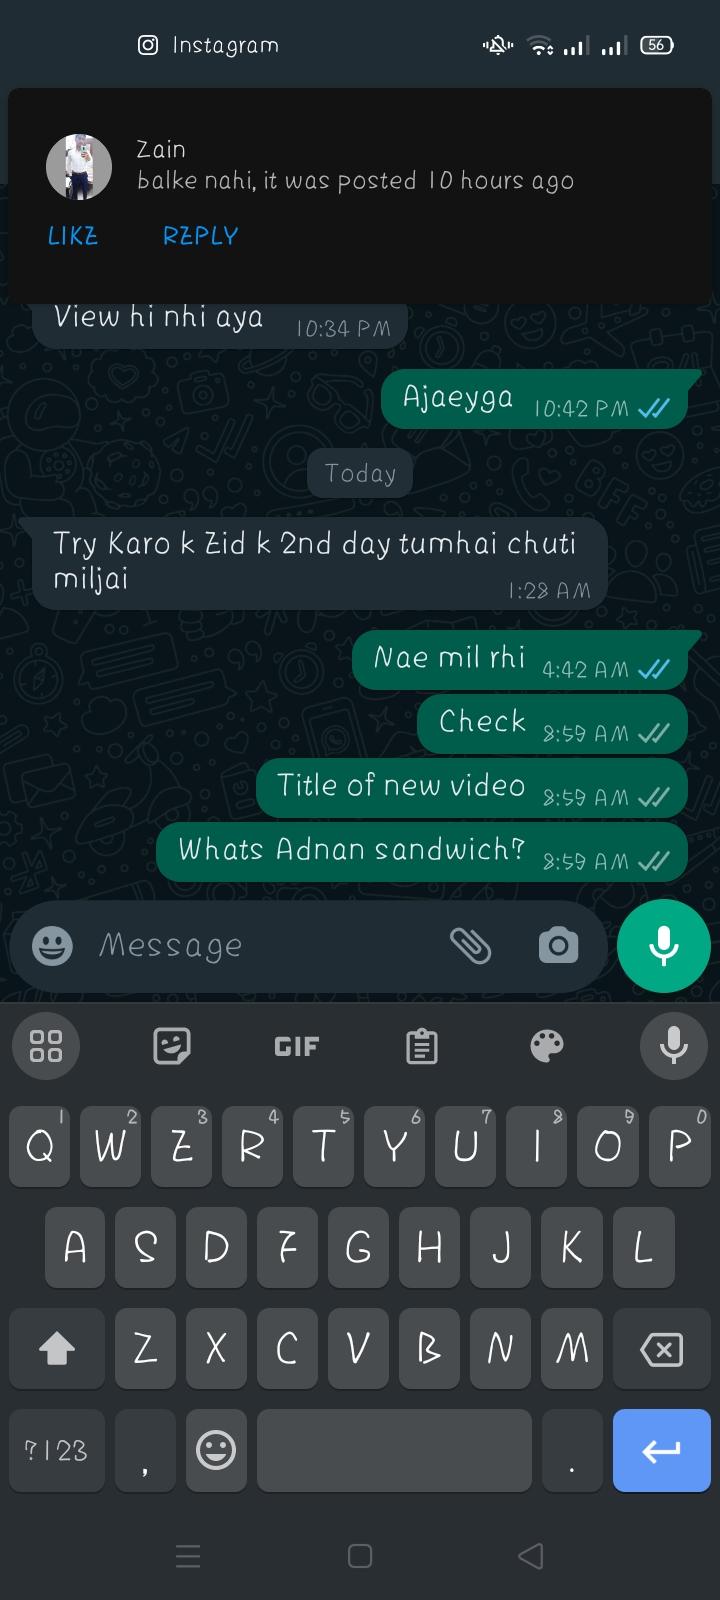 Instagram
56
Zain
balke nahi, it was posted 10 hours ago
LIKE REPLY
View hi nhi aya 10:34 PM
Ajaeyga 10:42 PM
Today
Try Karo k Zid k 2nd day tumhai chuti
miljai 1:28 AM
Nae mil rhi 4:42 AM
Check 8:59 AM
Title of new video 8:59 AM
Whats Adnan sandwich? 8:59 AM
Message
GIF
1 2 3 4 5 6 7 8 9 0
Q W E R T Y U I O P
A S D F G H J K L
Z X C V B N M
?123 , .